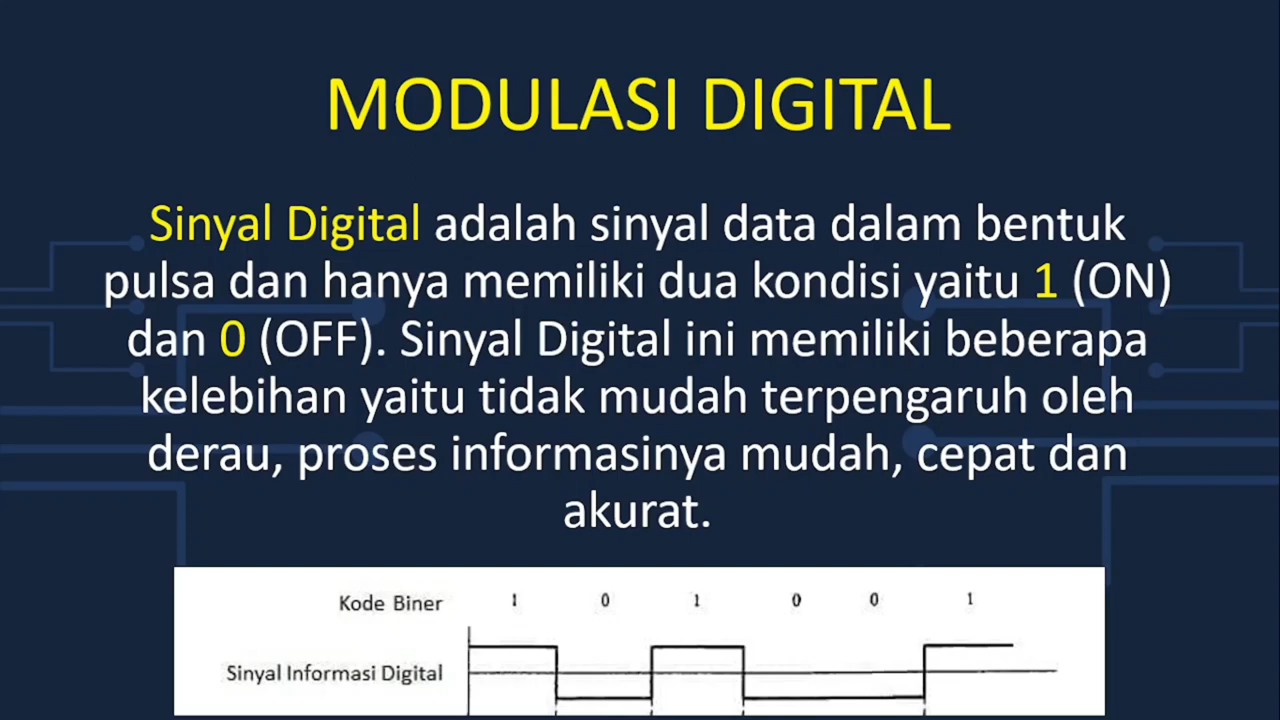 MODULASI DIGITAL
Sinyal Digital adalah sinyal data dalam bentuk
pulsa dan hanya memiliki dua kondisi yaitu 1 (ON)
dan 0 (OFF). Sinyal Digital ini memiliki beberapa
kelebihan yaitu tidak mudah terpengaruh oleh
derau, proses informasinya mudah, cepat dan
akurat.
Kode Biner 1 0 1 0 0 1
Sinyal Informasi Digital